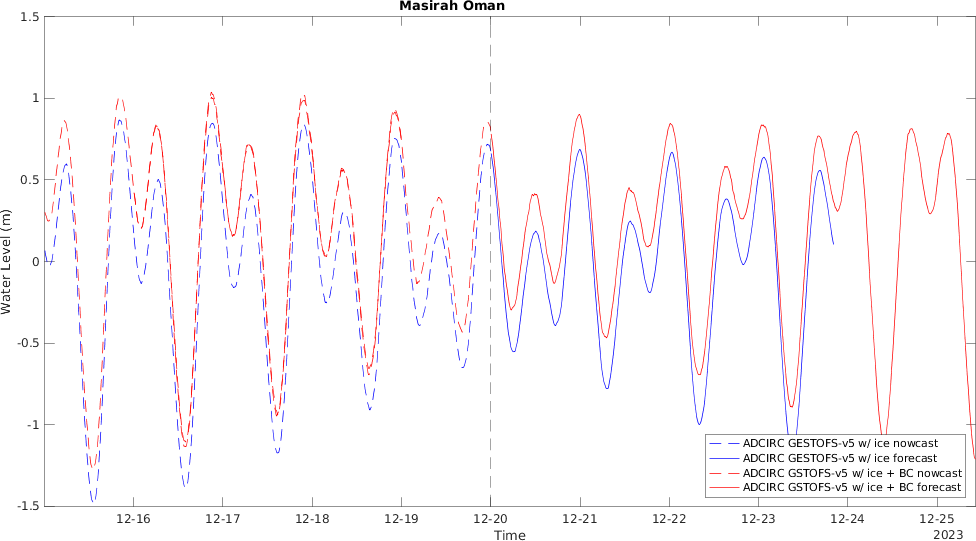 Masirah Oman
1.5
1
0.5
0
-0.5
-1
-1.5
Water Level (m)
12-16 12-17 12-18 12-19 12-20 12-21 12-22 12-23 12-24 12-25
Time
2023
ADCIRC GESTOFS-v5 w/ ice nowcast
ADCIRC GESTOFS-v5 w/ ice forecast
ADCIRC GSTOFS-v5 w/ ice + BC nowcast
ADCIRC GSTOFS-v5 w/ ice + BC forecast